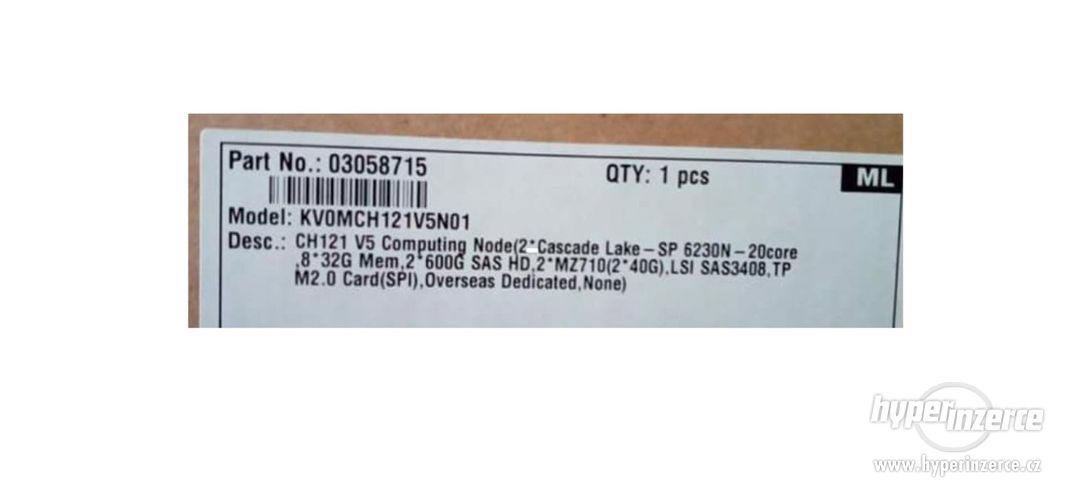 Part No.: 03058715
QTY: 1 pcs
ML
Model: KV0MCH121V5N01
Desc.: CH121 V5 Computing Node(2*Cascade Lake-SP 6230N-20core
,8*32G Mem,2*600G SAS HD,2*MZ710(2*40G),LSI SAS3408,TP
M2.0 Card(SPI),Overseas Dedicated,None)
hyperinzerce
www.hyperinzerce.cz